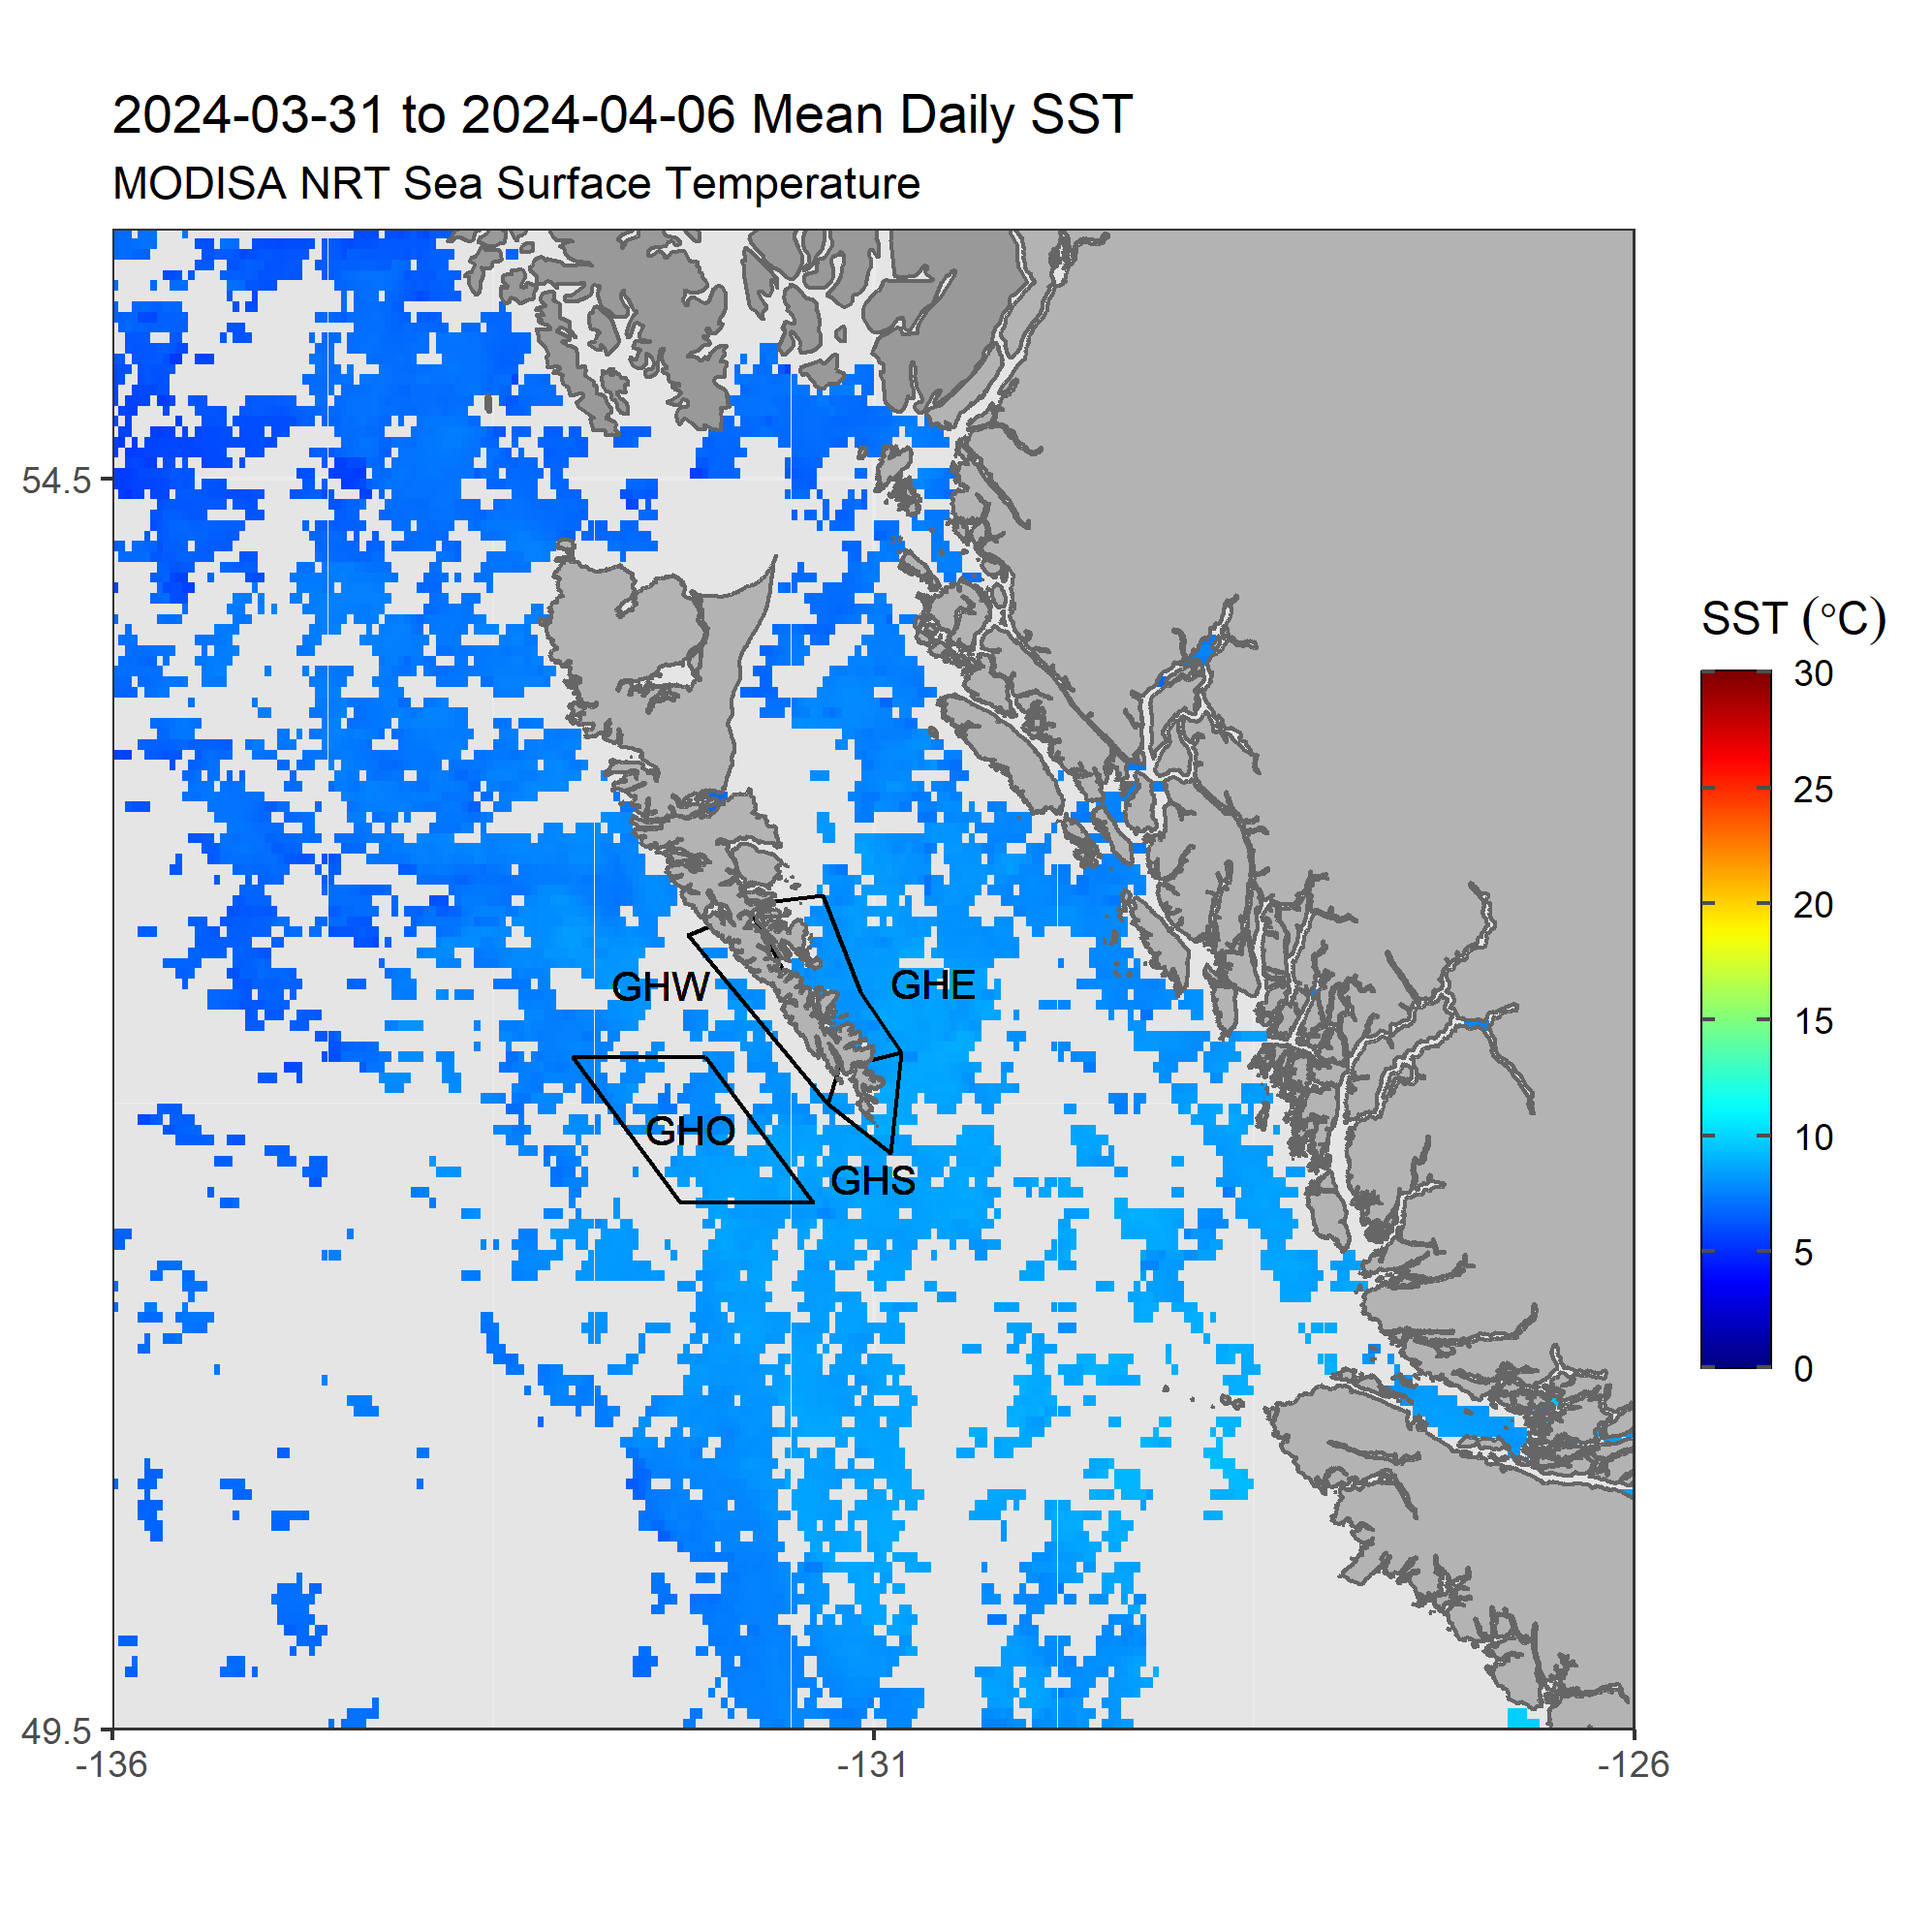 2024-03-31 to 2024-04-06 Mean Daily SST
MODISA NRT Sea Surface Temperature
54.5
49.5
-136
-131
-126
GHW
GHE
GHO
GHS
SST (°C)
30
25
20
15
10
5
0